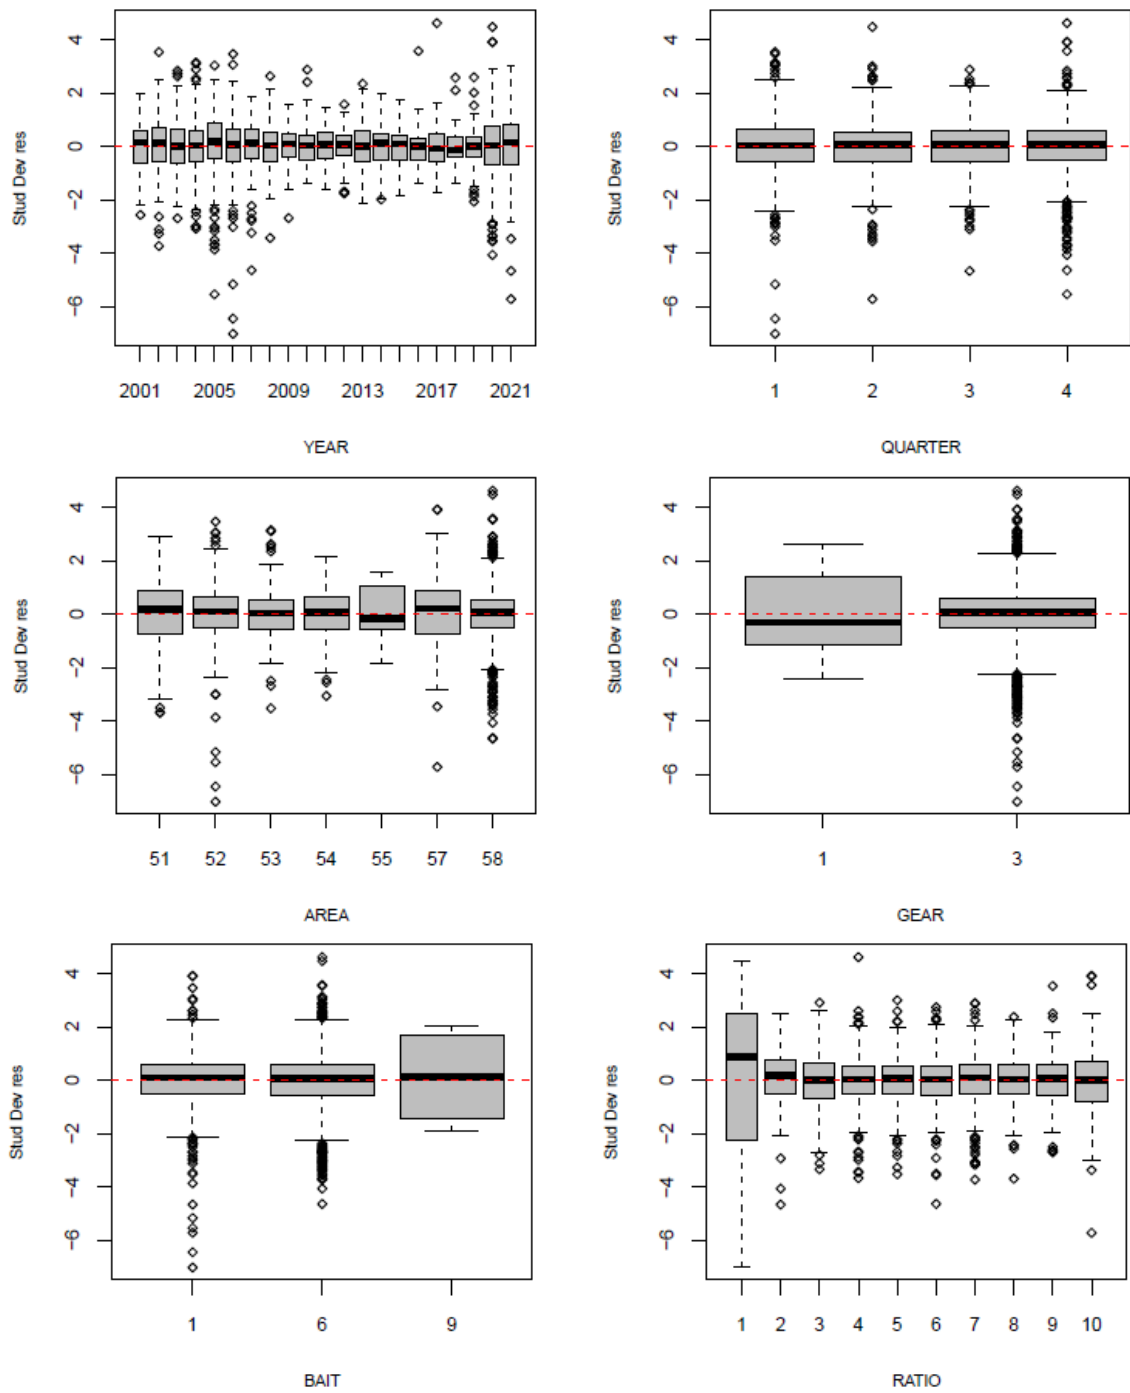 4
2
0
−2
−4
−6
Stud Dev res
2001 2005 2009 2013 2017 2021
YEAR
4
2
0
−2
−4
−6
Stud Dev res
1 2 3 4
QUARTER
4
2
0
−2
−4
−6
Stud Dev res
51 52 53 54 55 57 58
AREA
4
2
0
−2
−4
−6
Stud Dev res
1 3
GEAR
4
2
0
−2
−4
−6
Stud Dev res
1 6 9
BAIT
4
2
0
−2
−4
−6
Stud Dev res
1 2 3 4 5 6 7 8 9 10
RATIO